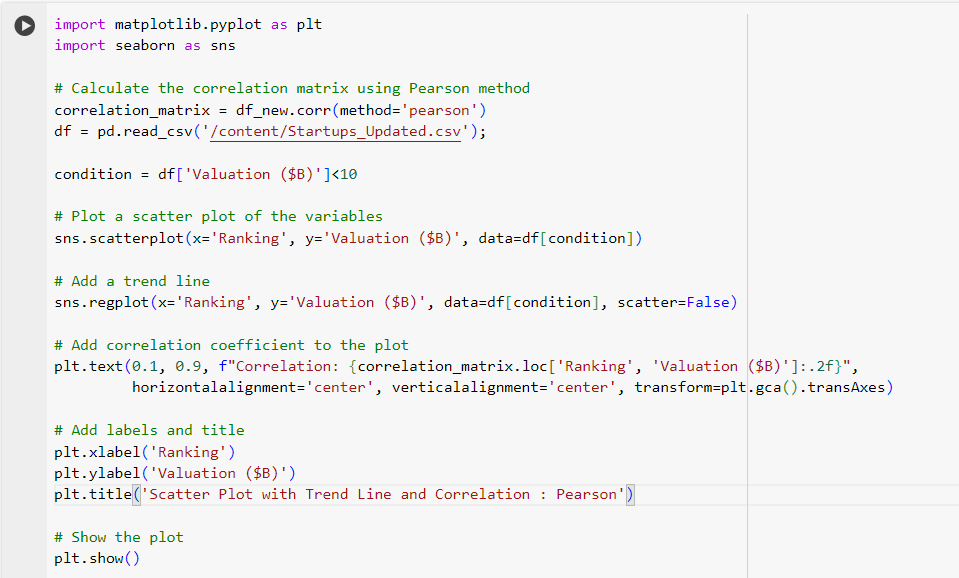 import matplotlib.pyplot as plt
import seaborn as sns
# Calculate the correlation matrix using Pearson method
correlation_matrix = df_new.corr(method='pearson')
df = pd.read_csv('/content/Startups_Updated.csv');
condition = df['Valuation ($B)']<10
# Plot a scatter plot of the variables
sns.scatterplot(x='Ranking', y='Valuation ($B)', data=df[condition])
# Add a trend line
sns.regplot(x='Ranking', y='Valuation ($B)', data=df[condition], scatter=False)
# Add correlation coefficient to the plot
plt.text(0.1, 0.9, f"Correlation: {correlation_matrix.loc['Ranking', 'Valuation ($B)']:.2f}",
horizontalalignment='center', verticalalignment='center', transform=plt.gca().transAxes)
# Add labels and title
plt.xlabel('Ranking')
plt.ylabel('Valuation ($B)')
plt.title('Scatter Plot with Trend Line and Correlation : Pearson')
# Show the plot
plt.show()